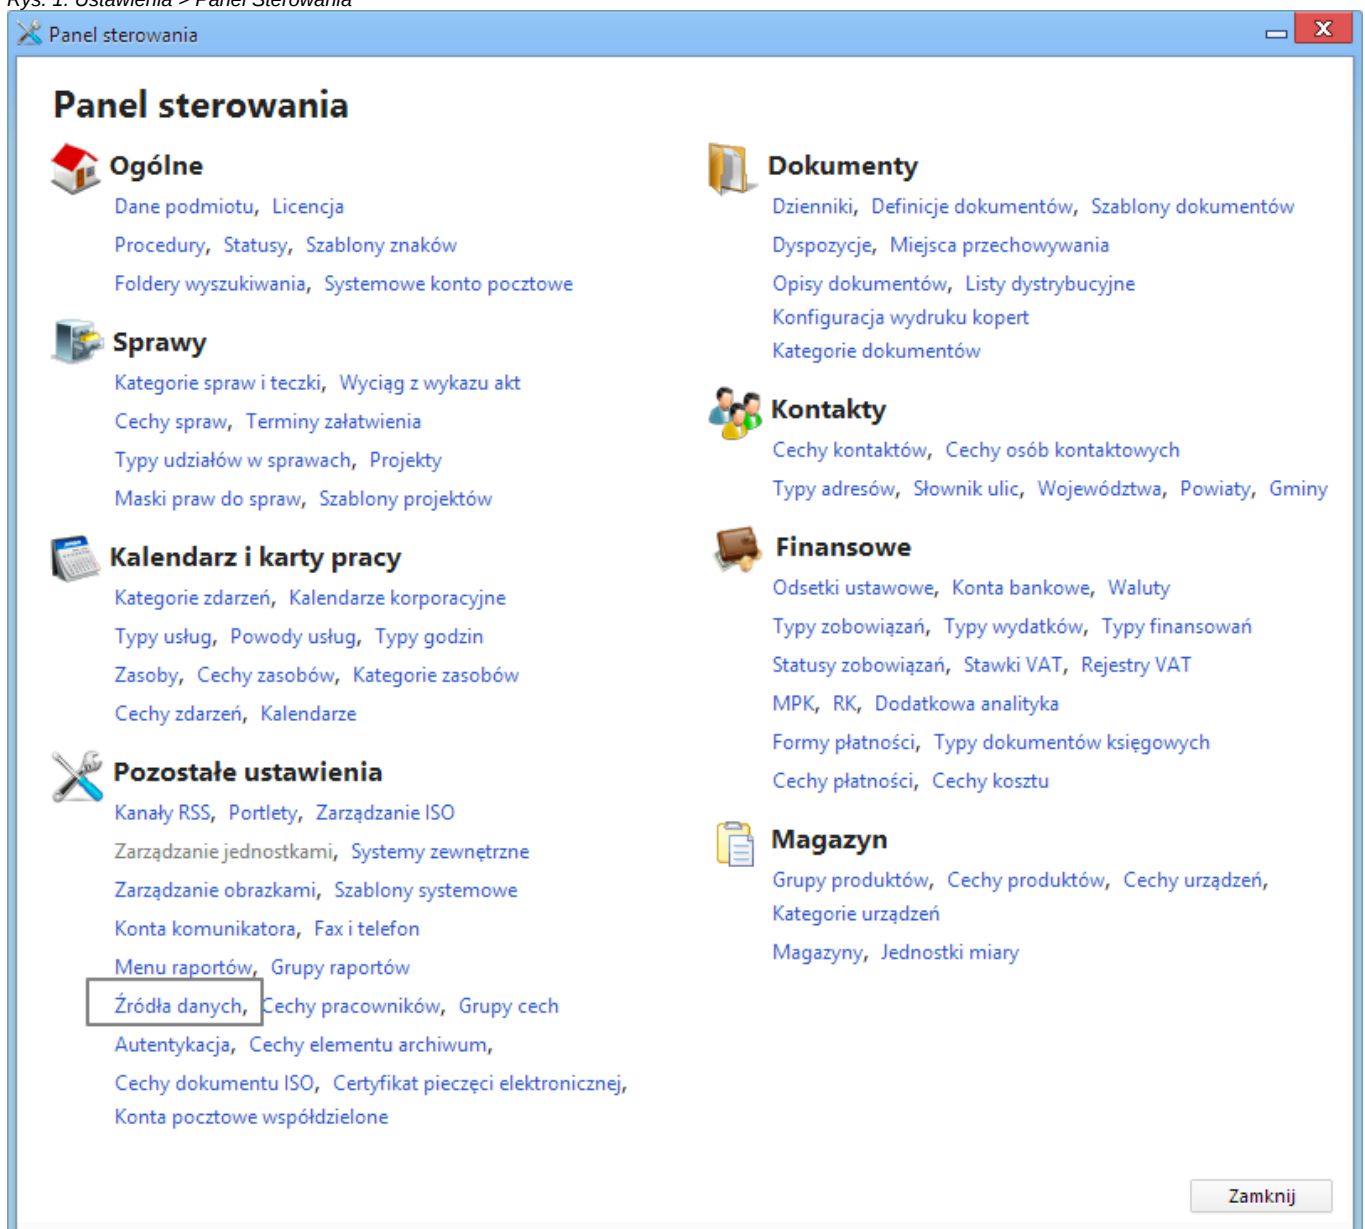 Rys. 1. Ustawienia > Panel Sterowania
Panel sterowania
X
Panel sterowania
Ogólne
Dane podmiotu, Licencja
Procedury, Statusy, Szablony znaków
Foldery wyszukiwania, Systemowe konto pocztowe
Sprawy
Kategorie spraw i teczki, Wyciąg z wykazu akt
Cechy spraw, Terminy załatwienia
Typy udziałów w sprawach, Projekty
Maski praw do spraw, Szablony projektów
Kalendarz i karty pracy
Kategorie zdarzeń, Kalendarze korporacyjne
Typy usług, Powody usług, Typy godzin
Zasoby, Cechy zasobów, Kategorie zasobów
Cechy zdarzeń, Kalendarze
Pozostałe ustawienia
Kanały RSS, Portlety, Zarządzanie ISO
Zarządzanie jednostkami, Systemy zewnętrzne
Zarządzanie obrazkami, Szablony systemowe
Konta komunikatora, Fax i telefon
Menu raportów, Grupy raportów
Źródła danych, Cechy pracowników, Grupy cech
Autentykacja, Cechy elementu archiwum,
Cechy dokumentu ISO, Certyfikat pieczęci elektronicznej,
Konta pocztowe współdzielone
Dokumenty
Dzienniki, Definicje dokumentów, Szablony dokumentów
Dyspozycje, Miejsca przechowywania
Opisy dokumentów, Listy dystrybucyjne
Konfiguracja wydruku kopert
Kategorie dokumentów
Kontakty
Cechy kontaktów, Cechy osób kontaktowych
Typy adresów, Słownik ulic, Województwa, Powiaty, Gminy
Finansowe
Odsetki ustawowe, Konta bankowe, Waluty
Typy zobowiązań, Typy wydatków, Typy finansowań
Statusy zobowiązań, Stawki VAT, Rejestry VAT
MPK, RK, Dodatkowa analityka
Formy płatności, Typy dokumentów księgowych
Cechy płatności, Cechy kosztu
Magazyn
Grupy produktów, Cechy produktów, Cechy urządzeń,
Kategorie urządzeń
Magazyny, Jednostki miary
Zamknij